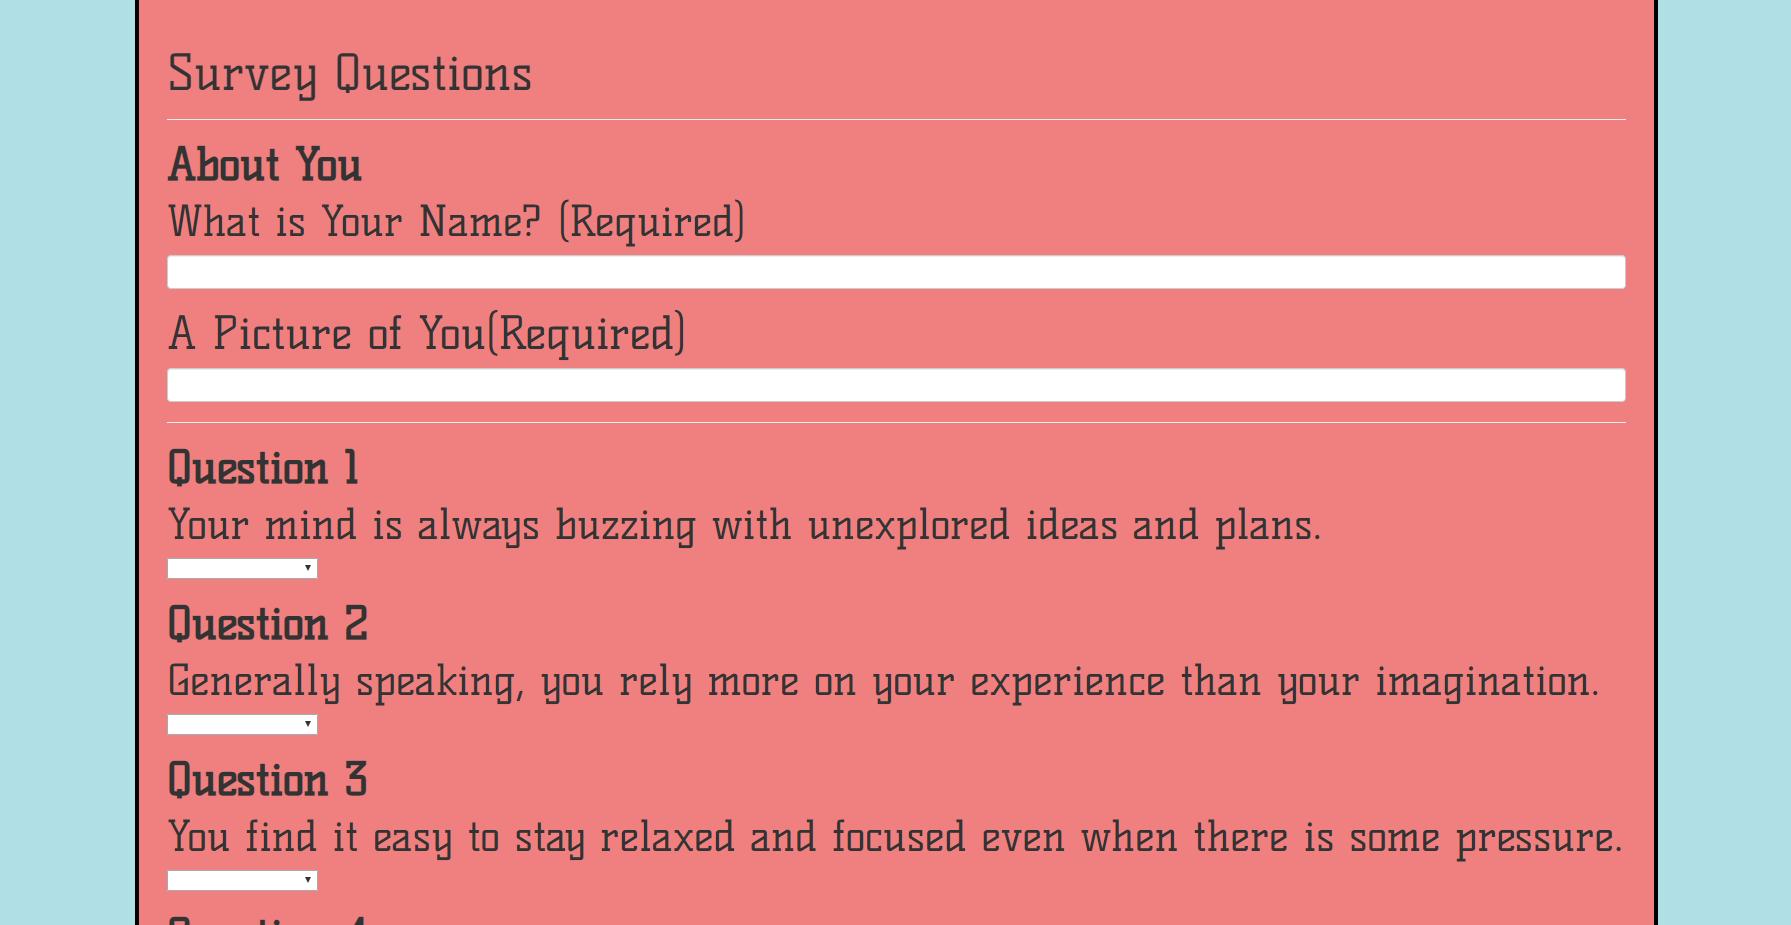 Survey Questions
About You
What is Your Name? (Required)
A Picture of You(Required)
Question 1
Your mind is always buzzing with unexplored ideas and plans.
Question 2
Generally speaking, you rely more on your experience than your imagination.
Question 3
You find it easy to stay relaxed and focused even when there is some pressure.